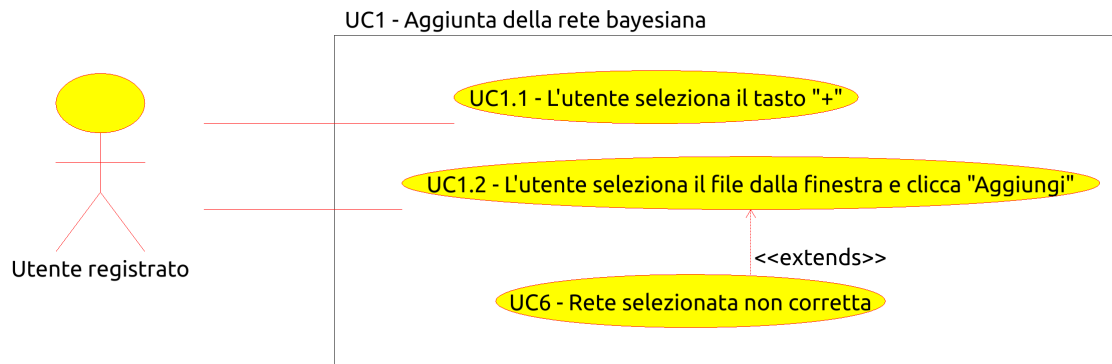 UC1 - Aggiunta della rete bayesiana
UC1.1 - L'utente seleziona il tasto "+"
UC1.2 - L'utente seleziona il file dalla finestra e clicca "Aggiungi"
<<extends>>
Utente registrato
UC6 - Rete selezionata non corretta